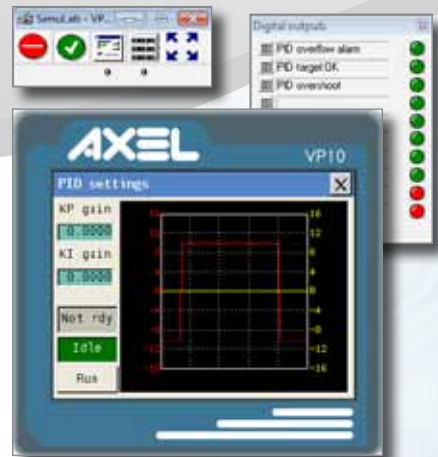 SimuLab - VP...
Digital outputs
PID overflow alarm
PID target OK
PID overshoot
AXEL
VP10
PID settings
KP gain
0.0000
KI gain
0.0000
Not rdy
Idle
Run
16
12
8
4
0
-4
-8
-12
-16
16
12
8
4
0
-4
-8
-12
-16